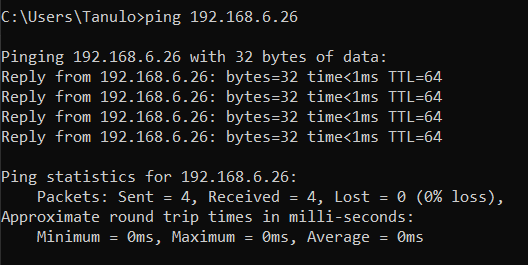 C:\Users\Tanulo>ping 192.168.6.26
Pinging 192.168.6.26 with 32 bytes of data:
Reply from 192.168.6.26: bytes=32 time<1ms TTL=64
Reply from 192.168.6.26: bytes=32 time<1ms TTL=64
Reply from 192.168.6.26: bytes=32 time<1ms TTL=64
Reply from 192.168.6.26: bytes=32 time<1ms TTL=64
Ping statistics for 192.168.6.26:
    Packets: Sent = 4, Received = 4, Lost = 0 (0% loss),
Approximate round trip times in milli-seconds:
    Minimum = 0ms, Maximum = 0ms, Average = 0ms